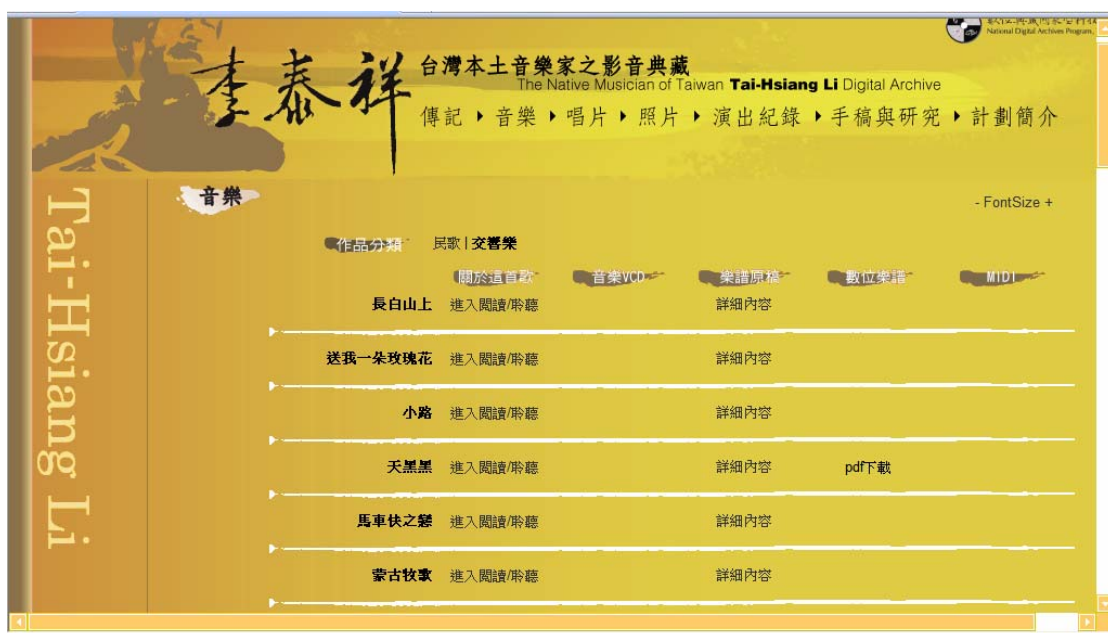 National Digital Archives Program,
李泰祥
台灣本土音樂家之影音典藏
The Native Musician of Taiwan Tai-Hsiang Li Digital Archive
傳記 音樂 唱片 照片 演出紀錄 手稿與研究 計劃簡介
Tai-Hsiang Li
音樂
- FontSize +
作品分類 民歌 | 交響樂
關於這首歌 音樂VCD 樂譜原稿 數位樂譜 MIDI
長白山上 進入閱讀/聆聽 詳細內容
送我一朵玫瑰花 進入閱讀/聆聽 詳細內容
小路 進入閱讀/聆聽 詳細內容
天黑黑 進入閱讀/聆聽 詳細內容 pdf下載
馬車快之戀 進入閱讀/聆聽 詳細內容
蒙古牧歌 進入閱讀/聆聽 詳細內容